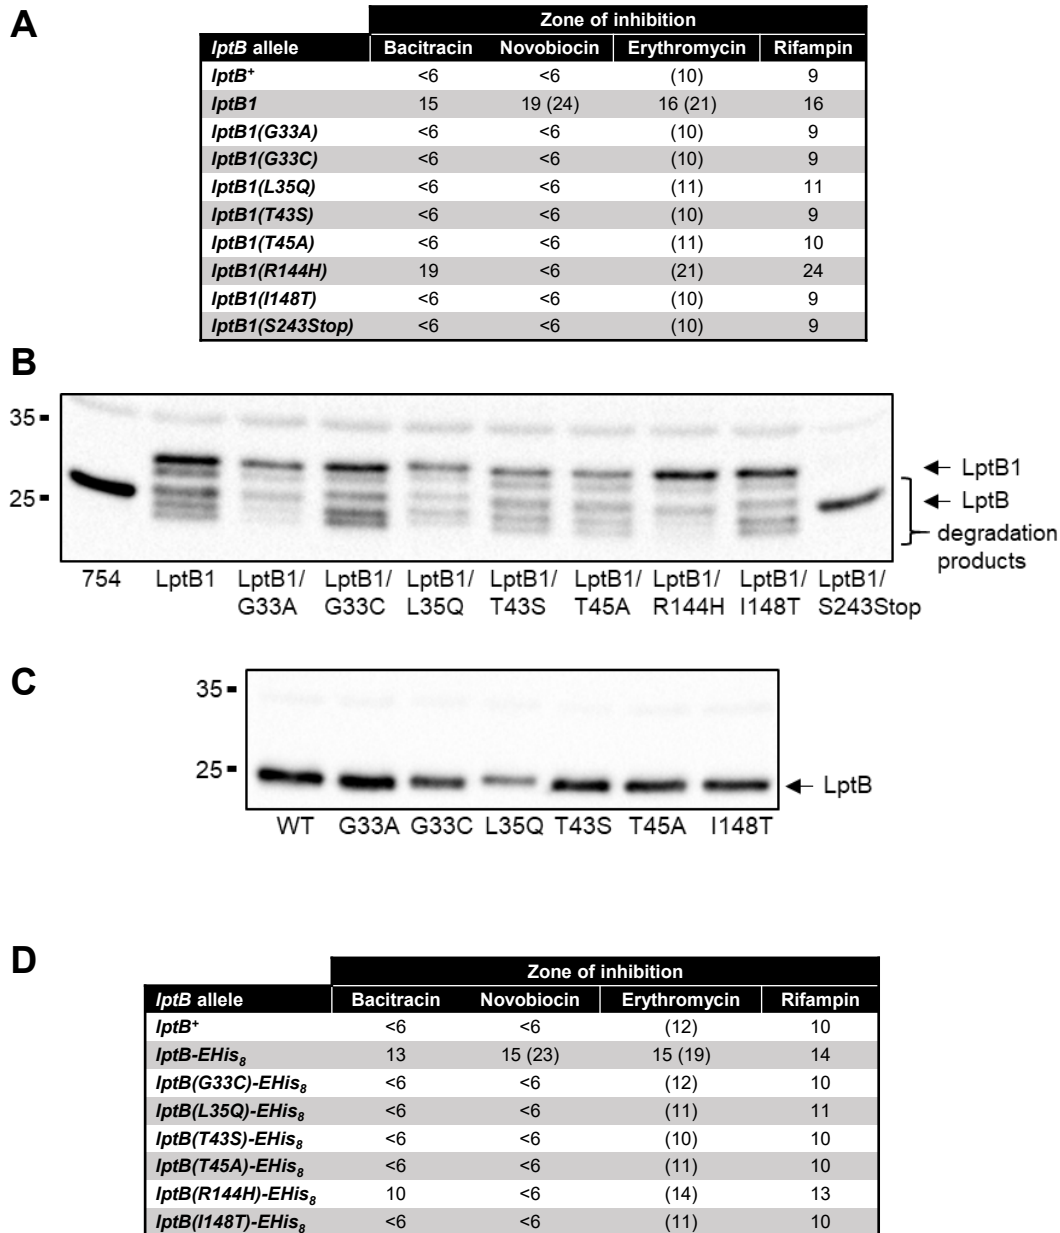 A
Zone of inhibition
lptB allele Bacitracin Novobiocin Erythromycin Rifampin
lptB+ <6 <6 (10) 9
lptB1 15 19 (24) 16 (21) 16
lptB1(G33A) <6 <6 (10) 9
lptB1(G33C) <6 <6 (10) 9
lptB1(L35Q) <6 <6 (11) 11
lptB1(T43S) <6 <6 (10) 9
lptB1(T45A) <6 <6 (11) 10
lptB1(R144H) 19 <6 (21) 24
lptB1(I148T) <6 <6 (10) 9
lptB1(S243Stop) <6 <6 (10) 9
B
35
25
LptB1
LptB
degradation
products
754 LptB1 LptB1/ LptB1/ LptB1/ LptB1/ LptB1/ LptB1/ LptB1/ LptB1/
G33A G33C L35Q T43S T45A R144H I148T S243Stop
C
35
25
LptB
WT G33A G33C L35Q T43S T45A I148T
D
Zone of inhibition
lptB allele Bacitracin Novobiocin Erythromycin Rifampin
lptB+ <6 <6 (12) 10
lptB-EHis8 13 15 (23) 15 (19) 14
lptB(G33C)-EHis8 <6 <6 (12) 10
lptB(L35Q)-EHis8 <6 <6 (11) 11
lptB(T43S)-EHis8 <6 <6 (10) 10
lptB(T45A)-EHis8 <6 <6 (11) 10
lptB(R144H)-EHis8 10 <6 (14) 13
lptB(I148T)-EHis8 <6 <6 (11) 10